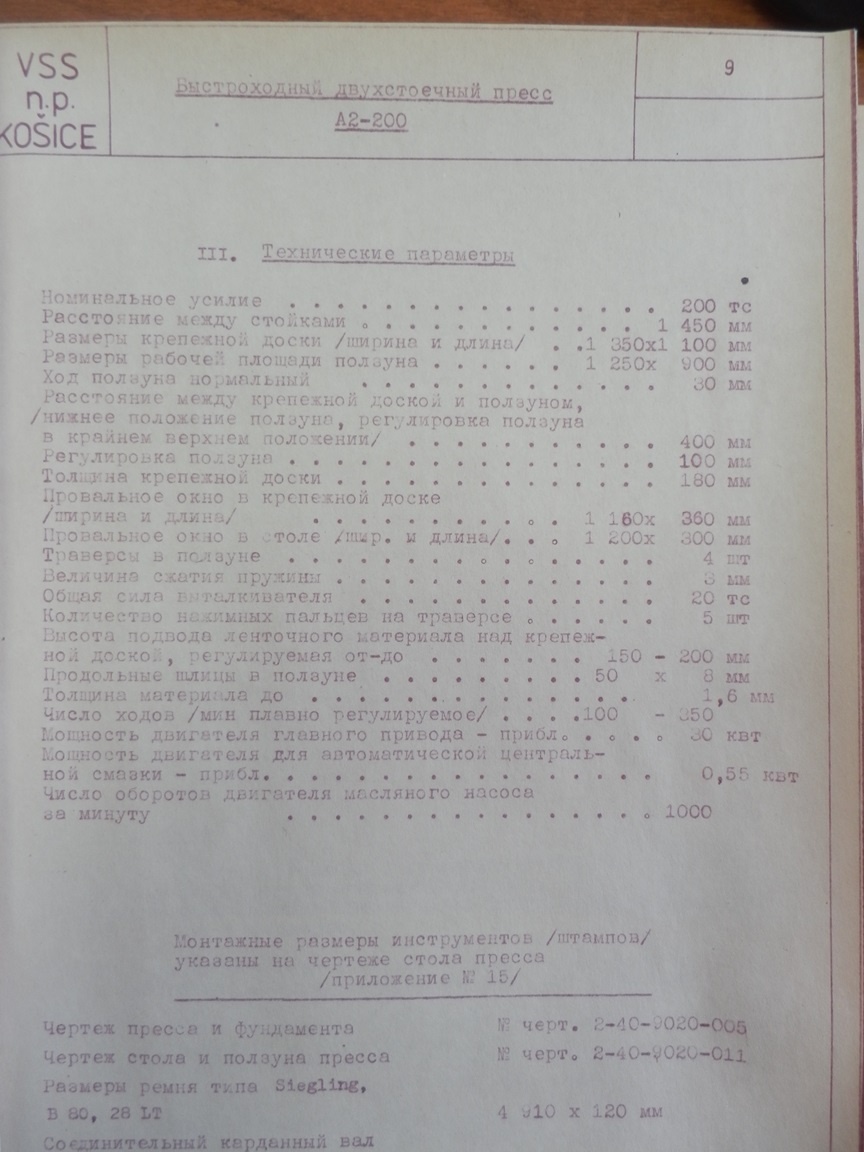 VSS
n.p.
KOŠICE
Быстроходный двухстоечный пресс
А2-200
9
III. Технические параметры
Номинальное усилие . . . . . . . . . . . . . . . . 200 тс
Расстояние между стойками . . . . . . . . . . . . . 1 450 мм
Размеры крепежной доски /ширина и длина/ . .1 350х1 100 мм
Размеры рабочей площади ползуна . . . . . . 1 250х 900 мм
Ход ползуна нормальный . . . . . . . . . . . . . 30 мм
Расстояние между крепежной доской и ползуном,
/нижнее положение ползуна, регулировка ползуна
в крайнем верхнем положении/ . . . . . . . . . . . 400 мм
Регулировка ползуна . . . . . . . . . . . . . . . . 100 мм
Толщина крепежной доски . . . . . . . . . . . . . . 180 мм
Провальное окно в крепежной доске
/ширина и длина/ . . . . . . . . . . . 1 160х 360 мм
Провальное окно в столе /шир. и длина/. . . 1 200х 300 мм
Траверсы в ползуне . . . . . . . . . . . . . . . . . 4 шт
Величина сжатия пружины . . . . . . . . . . . . . . 3 мм
Общая сила выталкивателя . . . . . . . . . . . . . 20 тс
Количество нажимных пальцев на траверсе . . . . . . 5 шт
Высота подвода ленточного материала над крепеж-
ной доской, регулируемая от-до . . . . . . . 150 - 200 мм
Продольные шлицы в ползуне . . . . . . . . . 50 х 8 мм
Толщина материала до . . . . . . . . . . . . . . . 1,6 мм
Число ходов /мин плавно регулируемое/ . . . .100 - 350
Мощность двигателя главного привода - прибл. . . . . 30 квт
Мощность двигателя для автоматической централь-
ной смазки - прибл. . . . . . . . . . . . . . . . . 0,55 квт
Число оборотов двигателя масляного насоса
за минуту . . . . . . . . . . . . . . . . 1000
Монтажные размеры инструментов /штампов/
указаны на чертеже стола пресса
/приложение № 15/
Чертеж пресса и фундамента № черт. 2-40-9020-005
Чертеж стола и ползуна пресса № черт. 2-40-9020-011
Размеры ремня типа Siegling,
В 80, 28 LT 4 910 х 120 мм
Соединительный карданный вал